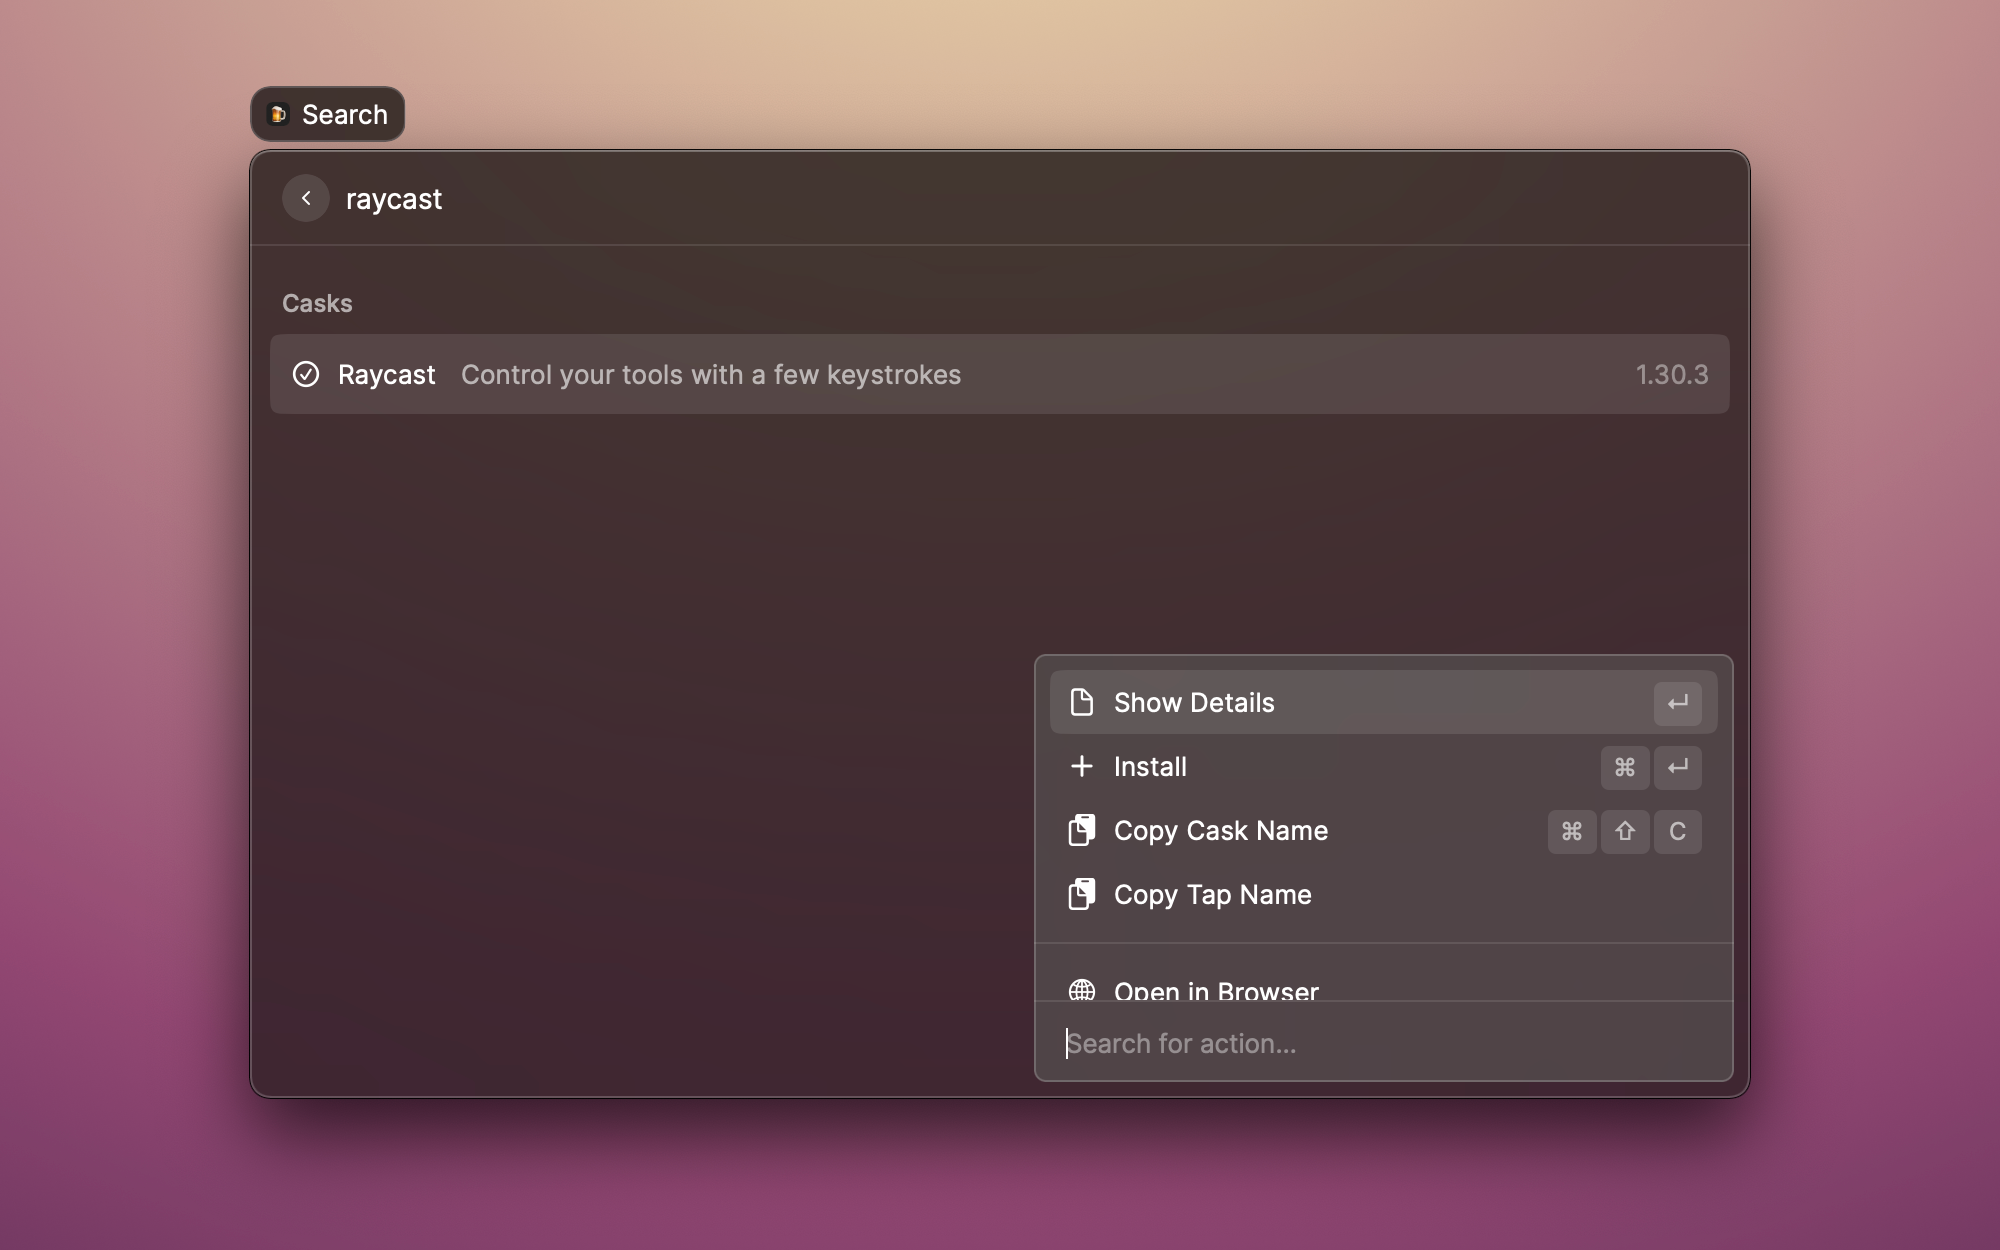 Search
raycast
Casks
Raycast Control your tools with a few keystrokes 1.30.3
Show Details ↵
Install ⌘ ↵
Copy Cask Name ⌘ ⇧ C
Copy Tap Name
Open in Browser
Search for action...